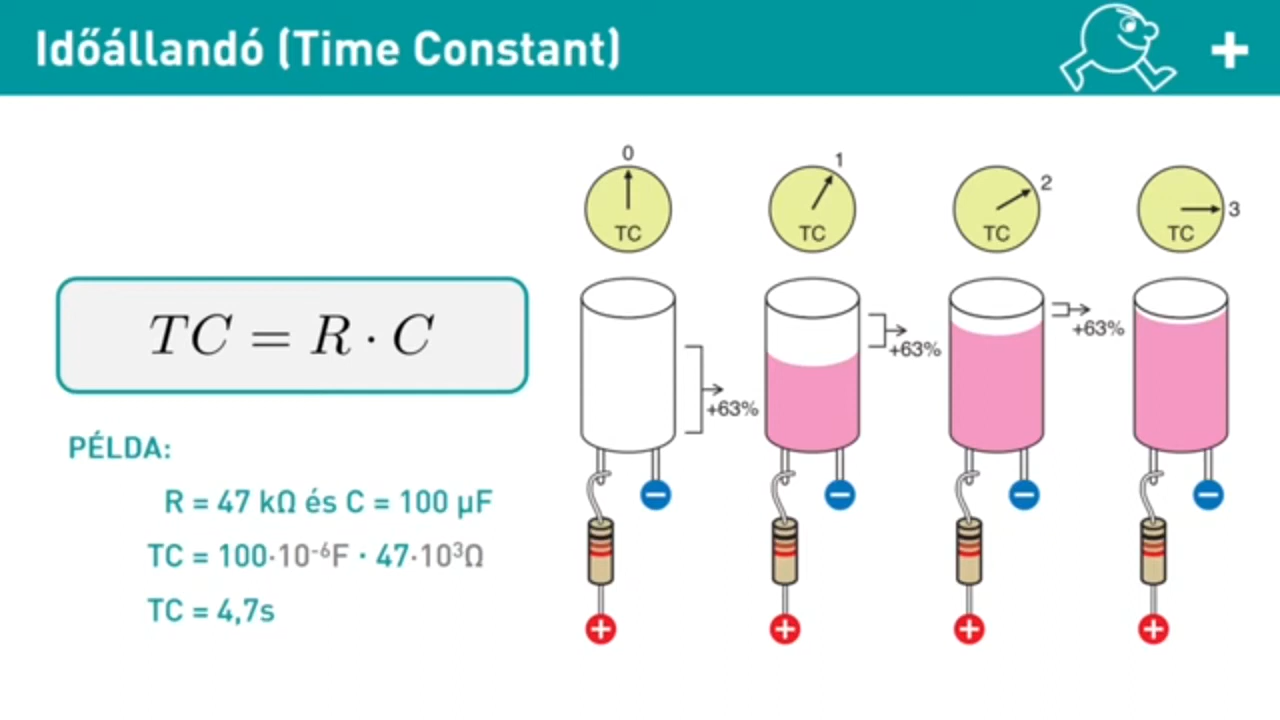 Időállandó (Time Constant)
+
0
1
2
3
TC
TC
TC
TC
TC = R · C
+63%
+63%
+63%
PÉLDA:
R = 47 kΩ és C = 100 µF
TC = 100·10⁻⁶F · 47·10³Ω
TC = 4,7s